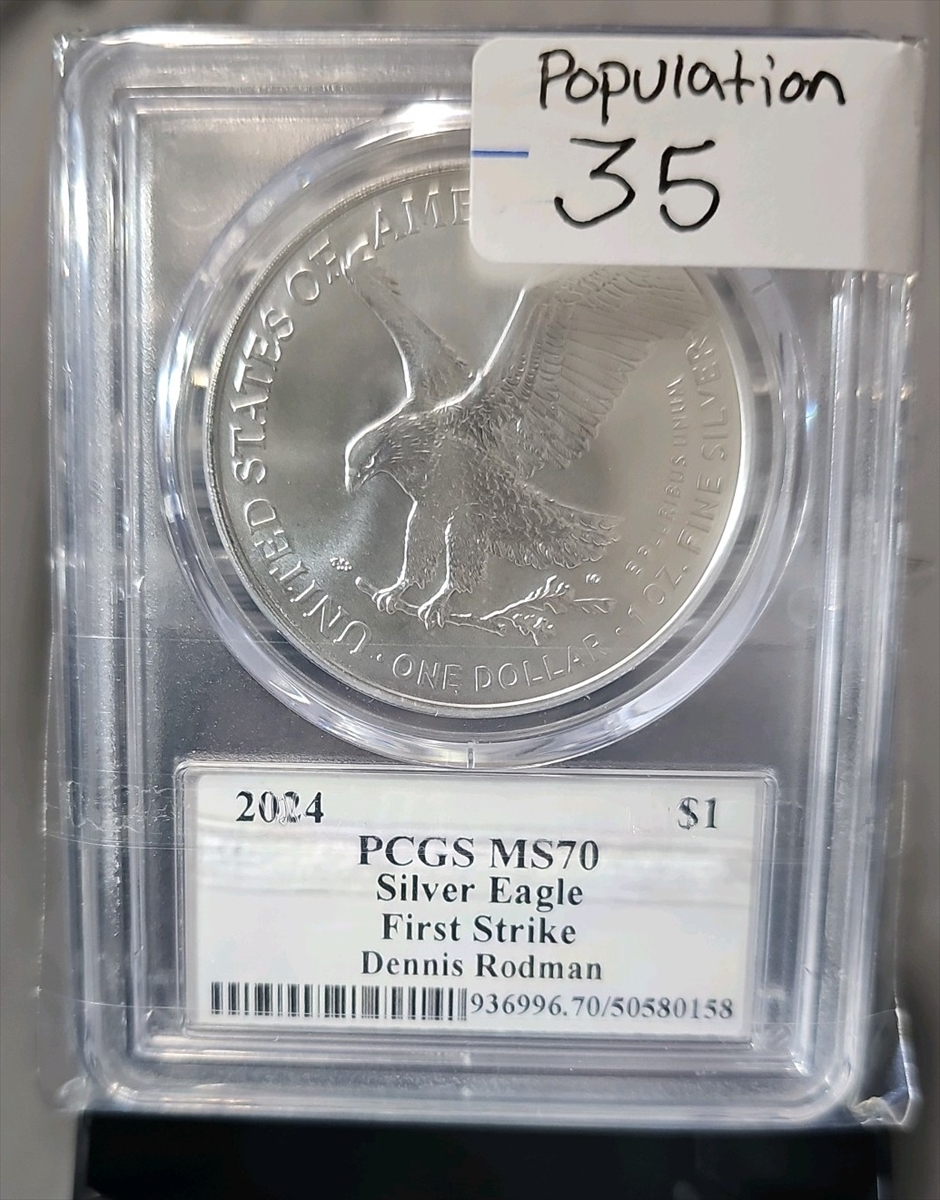 Population
35
UNITED STATES OF AME
PLURIBUS UNUM
· ONE DOLLAR · 1 OZ. FINE SILVER
2024 $1
PCGS MS70
Silver Eagle
First Strike
Dennis Rodman
936996.70/50580158